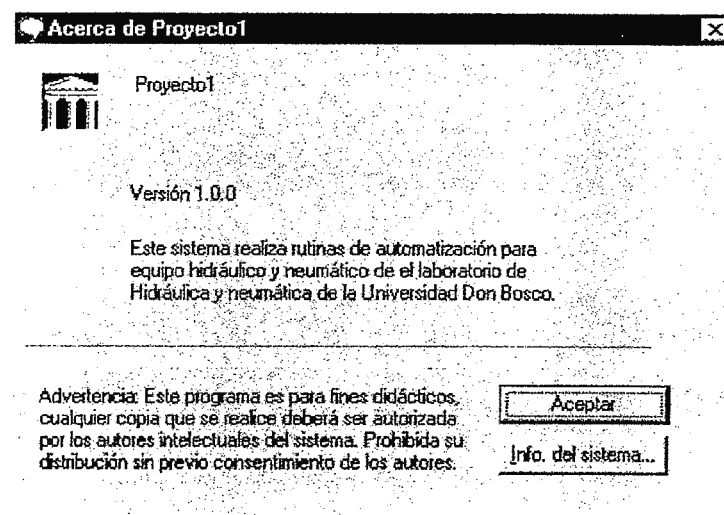 Acerca de Proyecto1
Proyecto1
Versión 1.0.0
Este sistema realiza rutinas de automatización para
equipo hidráulico y neumático de el laboratorio de
Hidráulica y neumática de la Universidad Don Bosco.
Advertencia: Este programa es para fines didácticos,
cualquier copia que se realice deberá ser autorizada
por los autores intelectuales del sistema. Prohibida su
distribución sin previo consentimiento de los autores.
Aceptar
Info. del sistema...